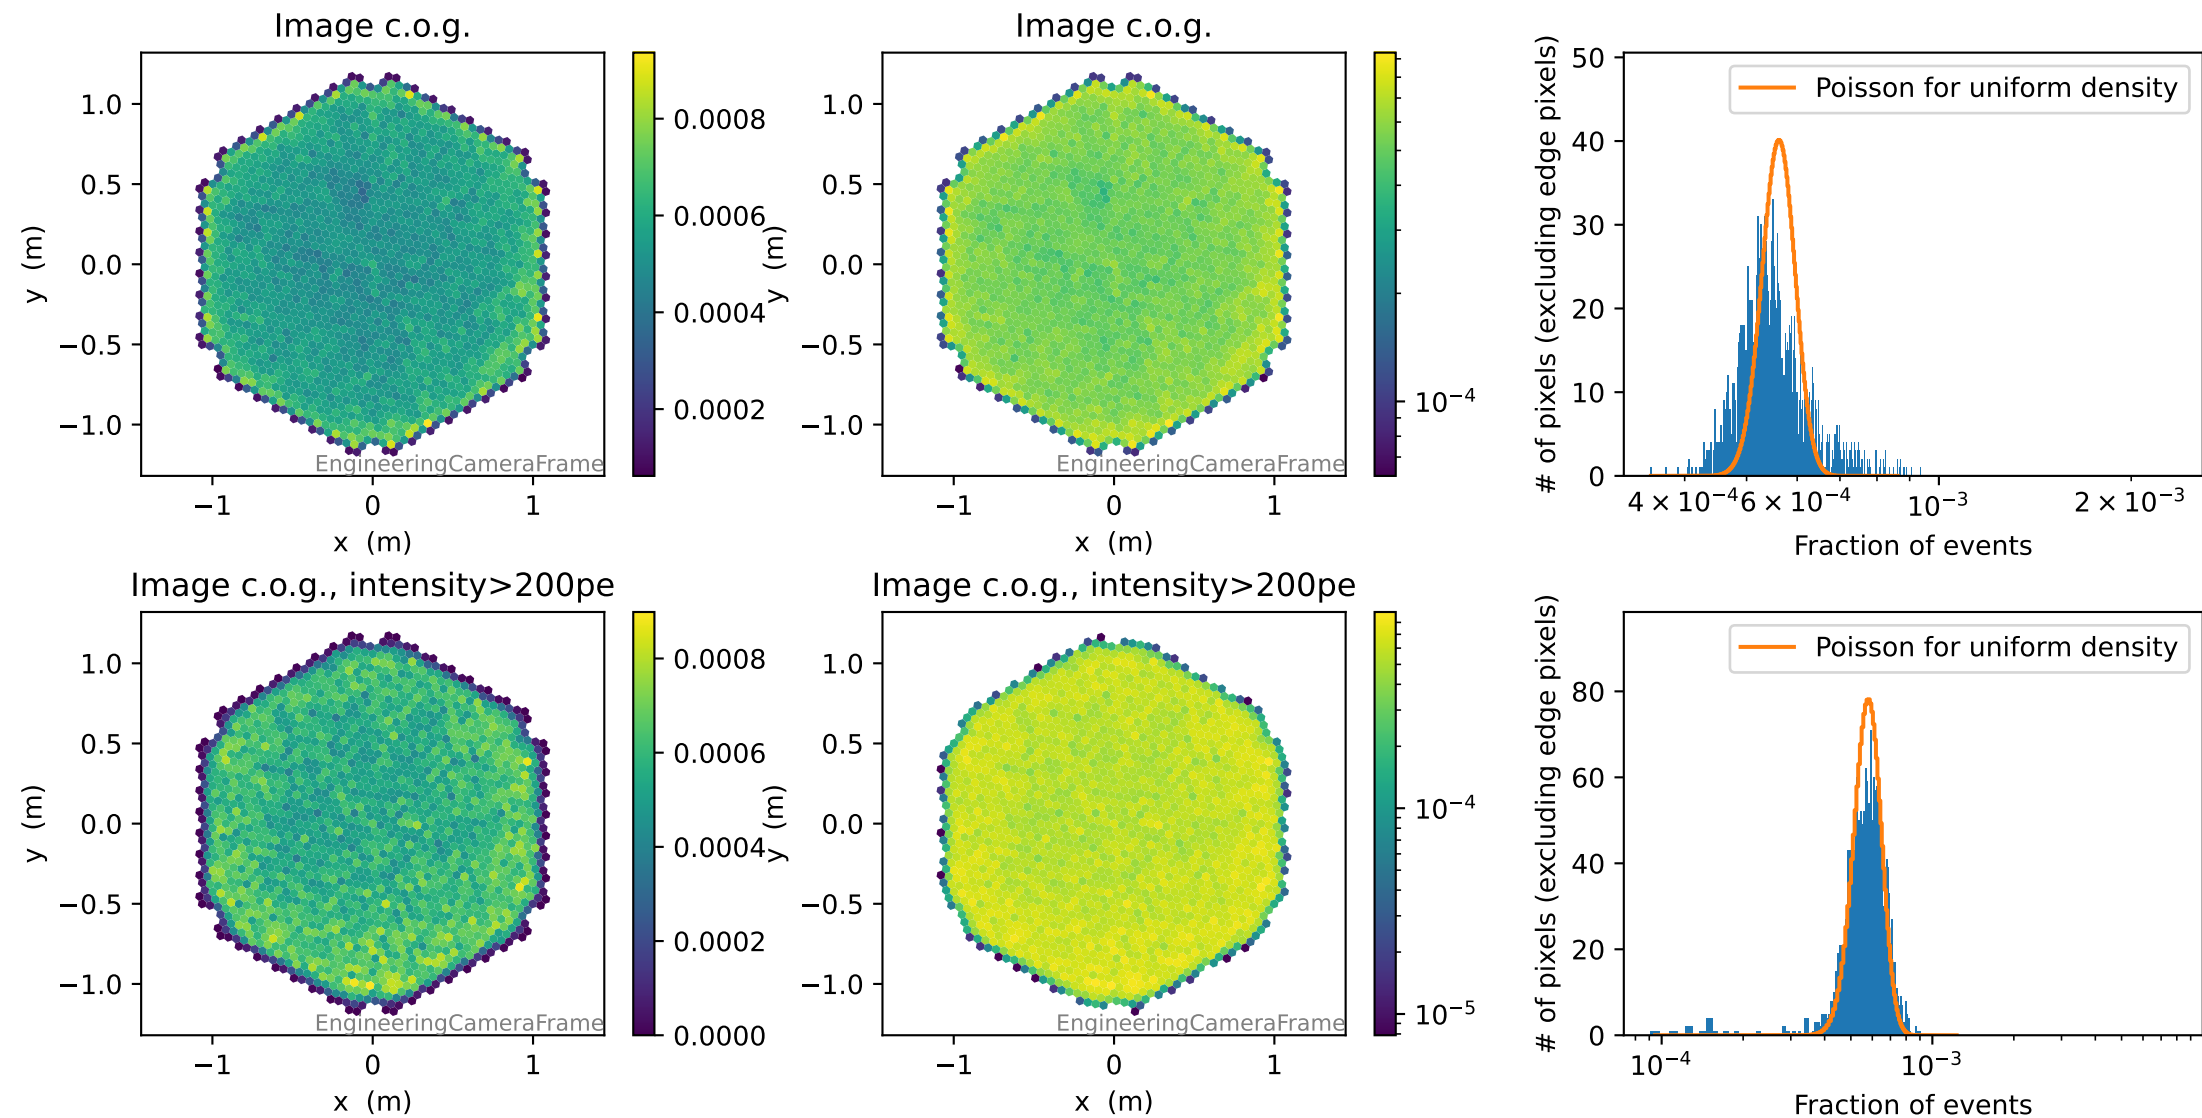 Image c.o.g.
y (m)
1.0
0.5
0.0
−0.5
−1.0
EngineeringCameraFrame
−1 0 1
x (m)
0.0008
0.0006
0.0004
0.0002
Image c.o.g.
y (m)
1.0
0.5
0.0
−0.5
−1.0
EngineeringCameraFrame
−1 0 1
x (m)
10⁻⁴
# of pixels (excluding edge pixels)
50
40
30
20
10
0
Poisson for uniform density
4 × 10⁻⁴ 6 × 10⁻⁴ 10⁻³ 2 × 10⁻³
Fraction of events
Image c.o.g., intensity>200pe
y (m)
1.0
0.5
0.0
−0.5
−1.0
EngineeringCameraFrame
−1 0 1
x (m)
0.0008
0.0006
0.0004
0.0002
0.0000
Image c.o.g., intensity>200pe
y (m)
1.0
0.5
0.0
−0.5
−1.0
EngineeringCameraFrame
−1 0 1
x (m)
10⁻⁴
10⁻⁵
# of pixels (excluding edge pixels)
80
60
40
20
0
Poisson for uniform density
10⁻⁴ 10⁻³
Fraction of events